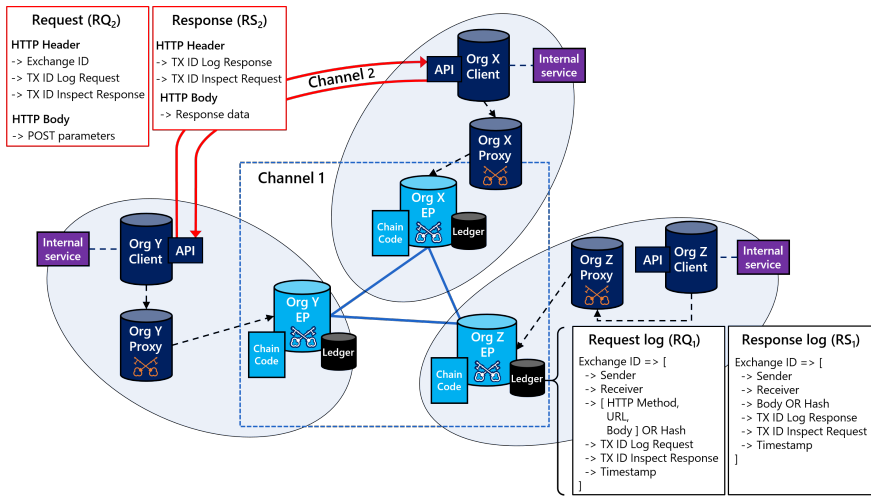 Request (RQ2)
HTTP Header
-> Exchange ID
-> TX ID Log Request
-> TX ID Inspect Response
HTTP Body
-> POST parameters
Response (RS2)
HTTP Header
-> TX ID Log Response
-> TX ID Inspect Request
HTTP Body
-> Response data
Channel 2
API
Org X
Client
Internal
service
Org X
Proxy
Channel 1
Org X
EP
Chain
Code
Ledger
Internal
service
Org Y
Client
API
Org Y
Proxy
Org Y
EP
Chain
Code
Ledger
Org Z
Proxy
API
Org Z
Client
Internal
service
Org Z
EP
Chain
Code
Ledger
Request log (RQ1)
Exchange ID => [
-> Sender
-> Receiver
-> [ HTTP Method,
URL,
Body ] OR Hash
-> TX ID Log Request
-> TX ID Inspect Response
-> Timestamp
]
Response log (RS1)
Exchange ID => [
-> Sender
-> Receiver
-> Body OR Hash
-> TX ID Log Response
-> TX ID Inspect Request
-> Timestamp
]